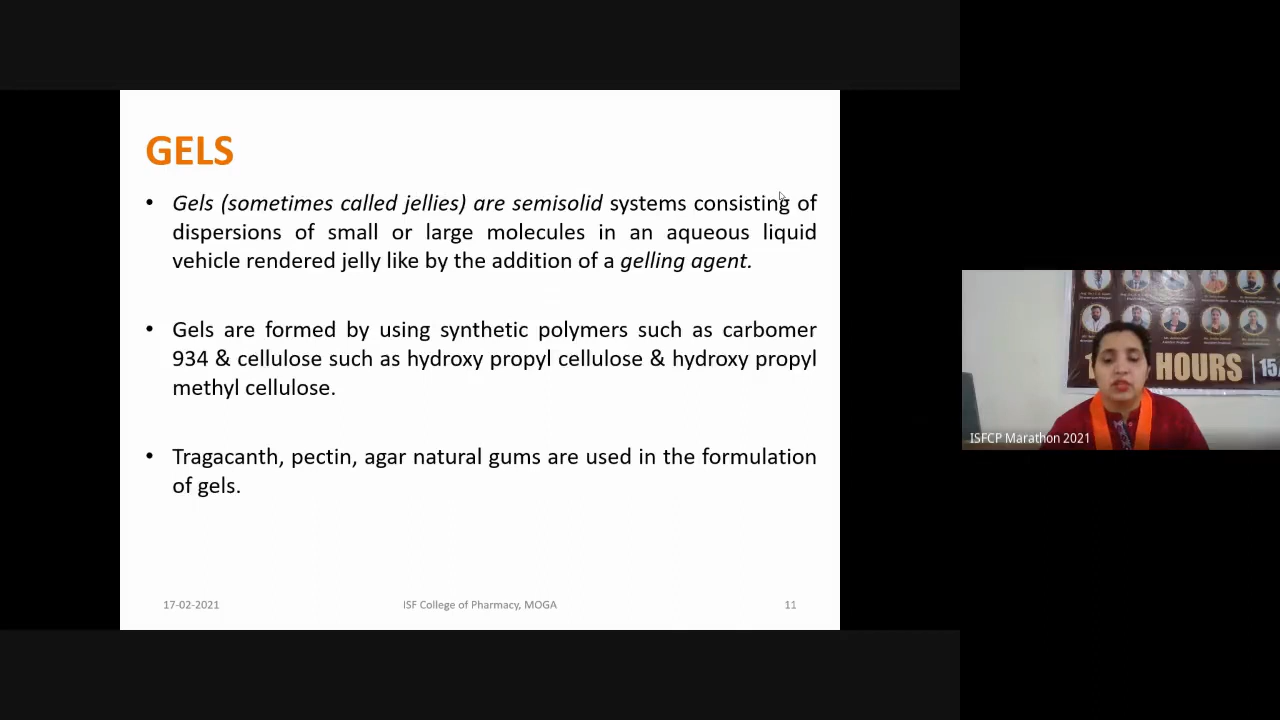 GELS
• Gels (sometimes called jellies) are semisolid systems consisting of
dispersions of small or large molecules in an aqueous liquid
vehicle rendered jelly like by the addition of a gelling agent.
• Gels are formed by using synthetic polymers such as carbomer
934 & cellulose such as hydroxy propyl cellulose & hydroxy propyl
methyl cellulose.
• Tragacanth, pectin, agar natural gums are used in the formulation
of gels.
17-02-2021
ISF College of Pharmacy, MOGA
11
HOURS
15/
ISFCP Marathon 2021